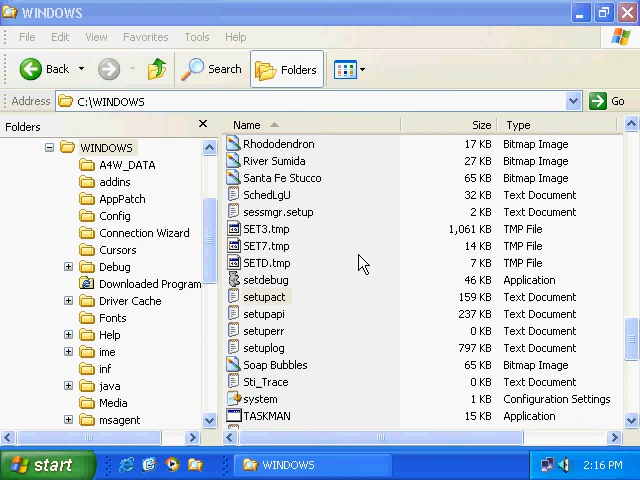 WINDOWS
File Edit View Favorites Tools Help
Back Search Folders
Address C:\WINDOWS Go
Folders
Name Size Type
WINDOWS
A4W_DATA
addins
AppPatch
Config
Connection Wizard
Cursors
Debug
Downloaded Program
Driver Cache
Fonts
Help
ime
inf
java
Media
msagent
Rhododendron 17 KB Bitmap Image
River Sumida 27 KB Bitmap Image
Santa Fe Stucco 65 KB Bitmap Image
SchedLgU 32 KB Text Document
sessmgr.setup 2 KB Text Document
SET3.tmp 1,061 KB TMP File
SET7.tmp 14 KB TMP File
SETD.tmp 7 KB TMP File
setdebug 46 KB Application
setupact 159 KB Text Document
setupapi 237 KB Text Document
setuperr 0 KB Text Document
setuplog 797 KB Text Document
Soap Bubbles 65 KB Bitmap Image
Sti_Trace 0 KB Text Document
system 1 KB Configuration Settings
TASKMAN 15 KB Application
start WINDOWS 2:16 PM